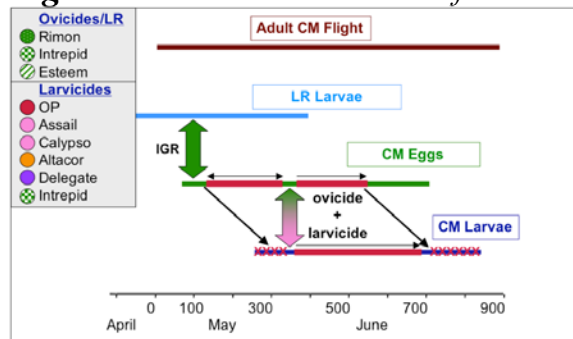 Ovicides/LR
Rimon
Intrepid
Esteem
Larvicides
OP
Assail
Calypso
Altacor
Delegate
Intrepid
Adult CM Flight
LR Larvae
IGR
CM Eggs
ovicide
+
larvicide
CM Larvae
0 100 300 500 700 900
April May June